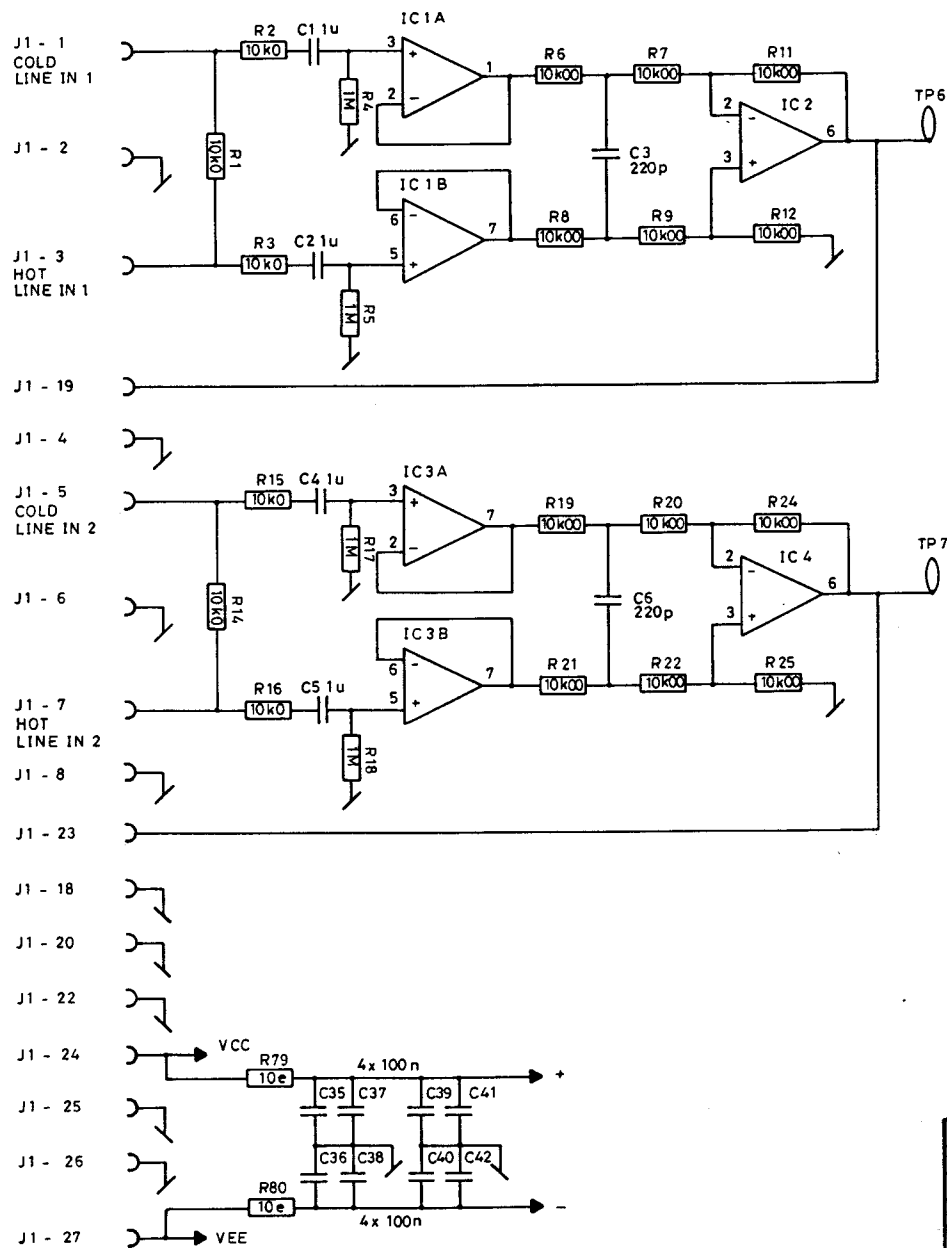 J1 - 1
COLD
LINE IN 1
R2
10k0
C1 1u
IC1A
3
+
2
-
1
R4
1M
R6
10k00
R7
10k00
R11
10k00
IC2
2
-
3
+
6
TP6
J1 - 2
R1
10k0
C3
220p
IC1B
6
-
5
+
7
R8
10k00
R9
10k00
R12
10k00
J1 - 3
HOT
LINE IN 1
R3
10k0
C2 1u
R5
1M
J1 - 19
J1 - 4
J1 - 5
COLD
LINE IN 2
R15
10k0
C4 1u
IC3A
3
+
2
-
7
R17
1M
R19
10k00
R20
10k00
R24
10k00
IC4
2
-
3
+
6
TP7
J1 - 6
R14
10k0
C6
220p
IC3B
6
-
5
+
7
R21
10k00
R22
10k00
R25
10k00
J1 - 7
HOT
LINE IN 2
R16
10k0
C5 1u
R18
1M
J1 - 8
J1 - 23
J1 - 18
J1 - 20
J1 - 22
J1 - 24
VCC
R79
10e
4x 100n
+
C35
C37
C39
C41
J1 - 25
J1 - 26
C36
C38
C40
C42
R80
10e
4x 100n
-
J1 - 27
VEE